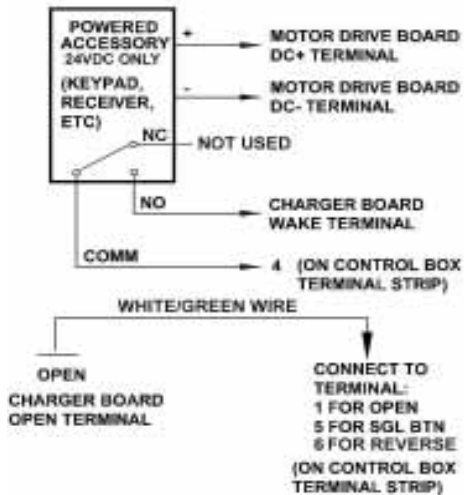 POWERED
ACCESSORY
24VDC ONLY
(KEYPAD,
RECEIVER,
ETC)
+
MOTOR DRIVE BOARD
DC+ TERMINAL
-
MOTOR DRIVE BOARD
DC- TERMINAL
NC
NOT USED
NO
CHARGER BOARD
WAKE TERMINAL
COMM
4 (ON CONTROL BOX
TERMINAL STRIP)
WHITE/GREEN WIRE
OPEN
CHARGER BOARD
OPEN TERMINAL
CONNECT TO
TERMINAL:
1 FOR OPEN
5 FOR SGL BTN
6 FOR REVERSE
(ON CONTROL BOX
TERMINAL STRIP)